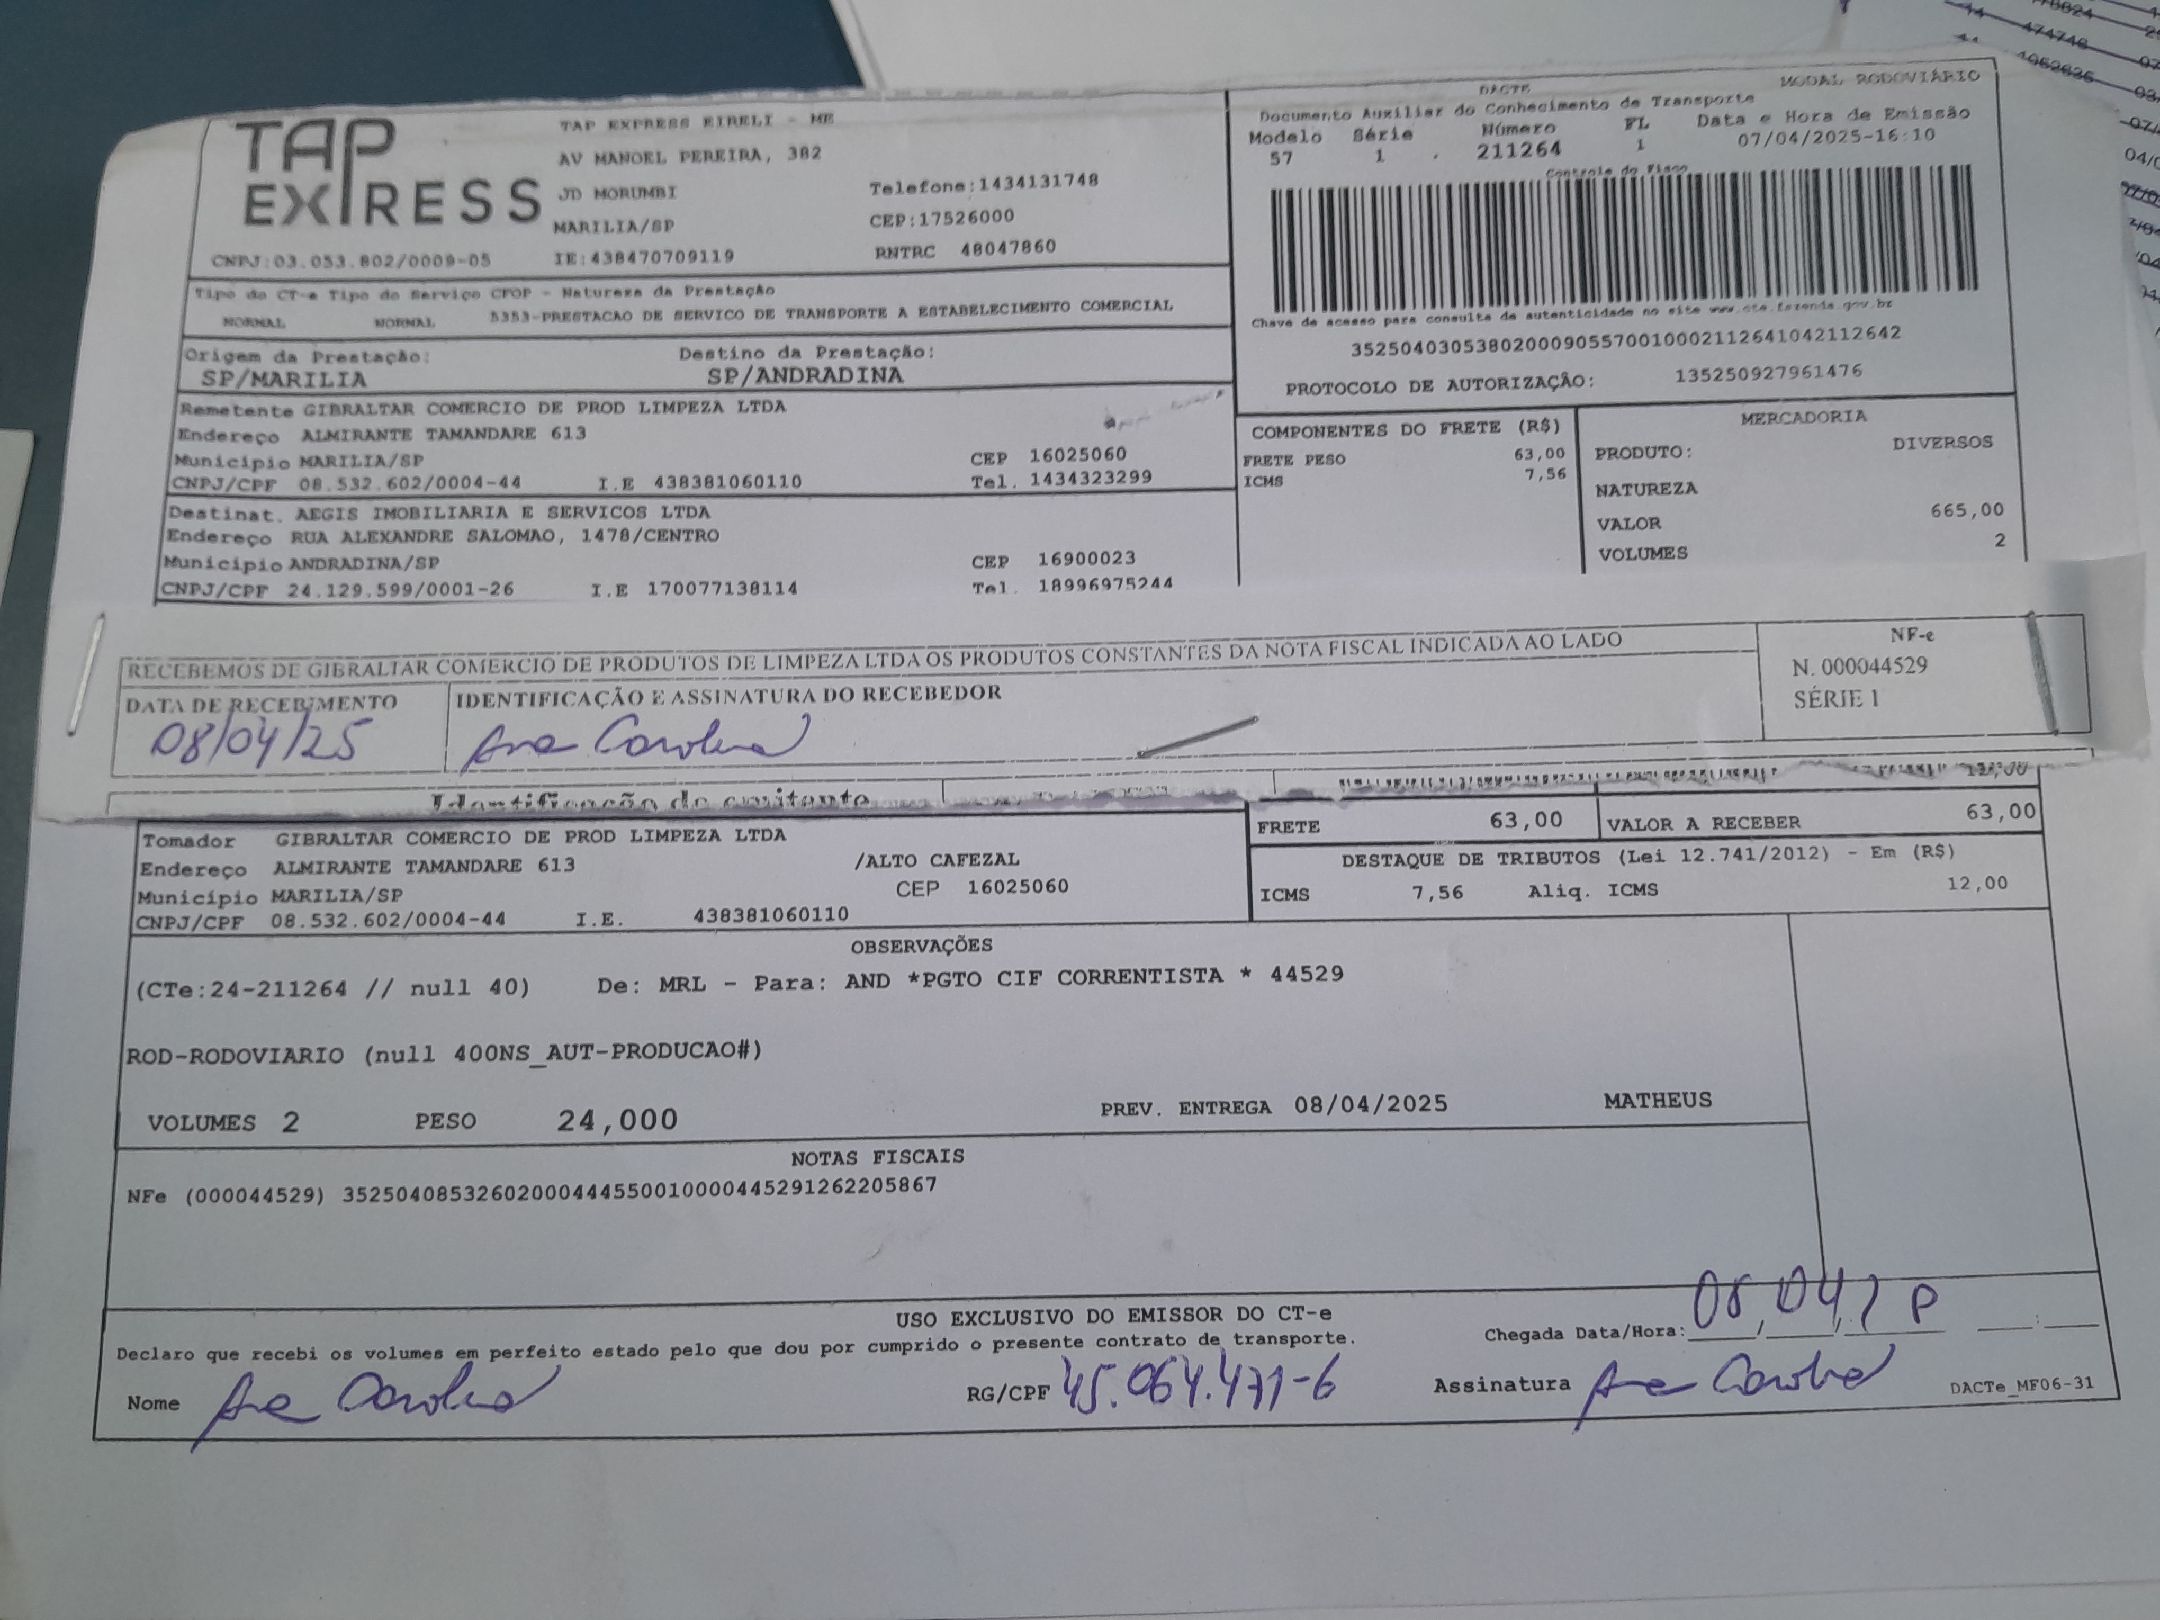 TAP
EXPRESS
TAP EXPRESS EIRELI - ME
AV MANOEL PEREIRA, 382
JD MORUMBI
MARILIA/SP
Telefone:1434131748
CEP:17526000
RNTRC 48047860
CNPJ:03.053.802/0009-05 IE:438470709119
DACTE MODAL RODOVIÁRIO
Documento Auxiliar do Conhecimento de Transporte
Modelo Série Número FL Data e Hora de Emissão
57 1 . 211264 1 07/04/2025-16:10
Controle do Fisco
Chave de acesso para consulta de autenticidade no site www.cte.fazenda.gov.br
35250403053802000905570010002112641042112642
PROTOCOLO DE AUTORIZAÇÃO: 135250927961476
Tipo do CT-e Tipo do Serviço CFOP - Natureza da Prestação
NORMAL NORMAL 5353-PRESTACAO DE SERVICO DE TRANSPORTE A ESTABELECIMENTO COMERCIAL
Origem da Prestação: Destino da Prestação:
SP/MARILIA SP/ANDRADINA
Remetente GIBRALTAR COMERCIO DE PROD LIMPEZA LTDA
Endereço ALMIRANTE TAMANDARE 613
Município MARILIA/SP CEP 16025060
CNPJ/CPF 08.532.602/0004-44 I.E 438381060110 Tel. 1434323299
Destinat. AEGIS IMOBILIARIA E SERVICOS LTDA
Endereço RUA ALEXANDRE SALOMAO, 1478/CENTRO
Município ANDRADINA/SP CEP 16900023
CNPJ/CPF 24.129.599/0001-26 I.E 170077138114 Tel. 18996975244
COMPONENTES DO FRETE (R$)
FRETE PESO 63,00
ICMS 7,56
MERCADORIA
PRODUTO: DIVERSOS
NATUREZA
VALOR 665,00
VOLUMES 2
RECEBEMOS DE GIBRALTAR COMERCIO DE PRODUTOS DE LIMPEZA LTDA OS PRODUTOS CONSTANTES DA NOTA FISCAL INDICADA AO LADO
DATA DE RECEBIMENTO IDENTIFICAÇÃO E ASSINATURA DO RECEBEDOR
08/04/25 Ana Carolina
NF-e
N. 000044529
SÉRIE 1
Identificação do emitente
12,00
Tomador GIBRALTAR COMERCIO DE PROD LIMPEZA LTDA
Endereço ALMIRANTE TAMANDARE 613 /ALTO CAFEZAL
Município MARILIA/SP CEP 16025060
CNPJ/CPF 08.532.602/0004-44 I.E. 438381060110
FRETE 63,00 VALOR A RECEBER 63,00
DESTAQUE DE TRIBUTOS (Lei 12.741/2012) - Em (R$)
ICMS 7,56 Aliq. ICMS 12,00
OBSERVAÇÕES
(CTe:24-211264 // null 40) De: MRL - Para: AND *PGTO CIF CORRENTISTA * 44529
ROD-RODOVIARIO (null 400NS_AUT-PRODUCAO#)
VOLUMES 2 PESO 24,000 PREV. ENTREGA 08/04/2025 MATHEUS
NOTAS FISCAIS
NFe (000044529) 35250408532602000444550010000445291262205867
USO EXCLUSIVO DO EMISSOR DO CT-e
Declaro que recebi os volumes em perfeito estado pelo que dou por cumprido o presente contrato de transporte.
Chegada Data/Hora: 08,04,
Nome Ana Carolina RG/CPF 45.064.471-6 Assinatura Ana Carolina DACTe_MF06-31